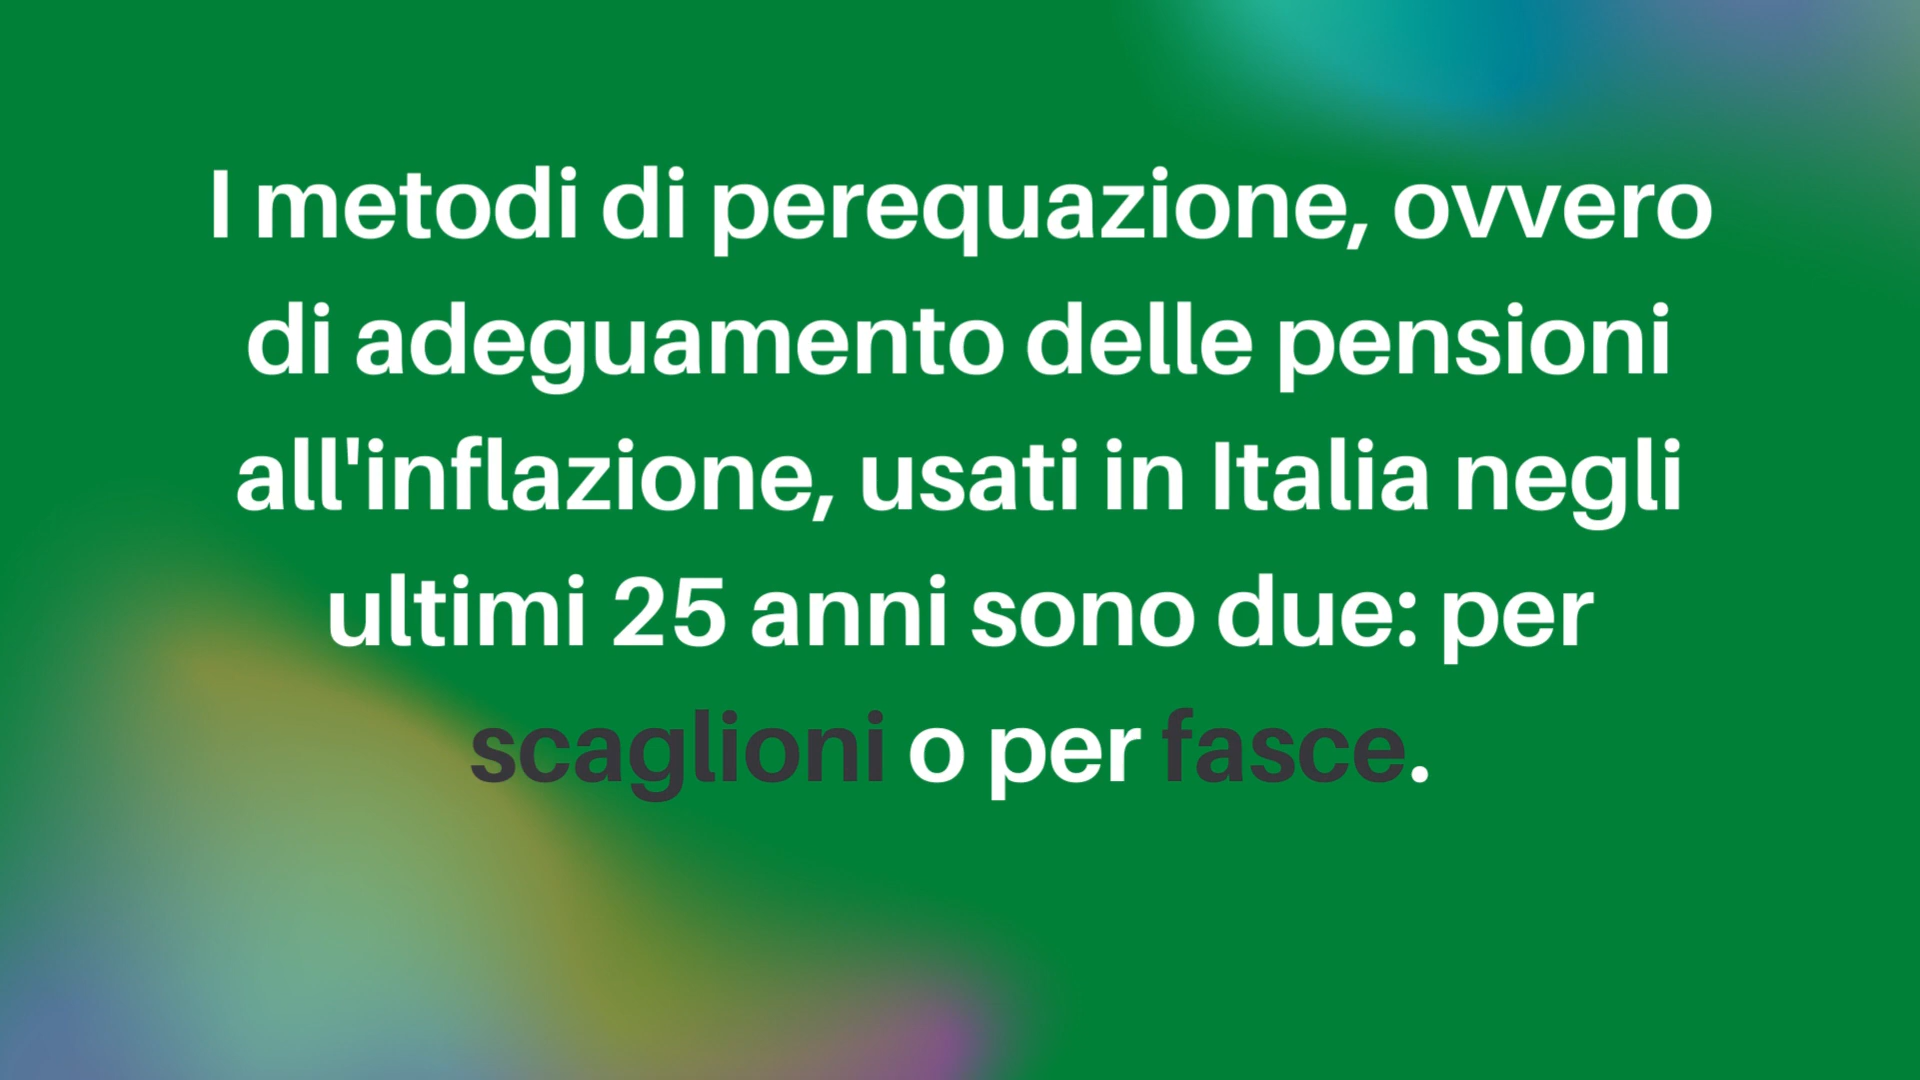 I metodi di perequazione, ovvero
di adeguamento delle pensioni
all'inflazione, usati in Italia negli
ultimi 25 anni sono due: per
scaglioni o per fasce.